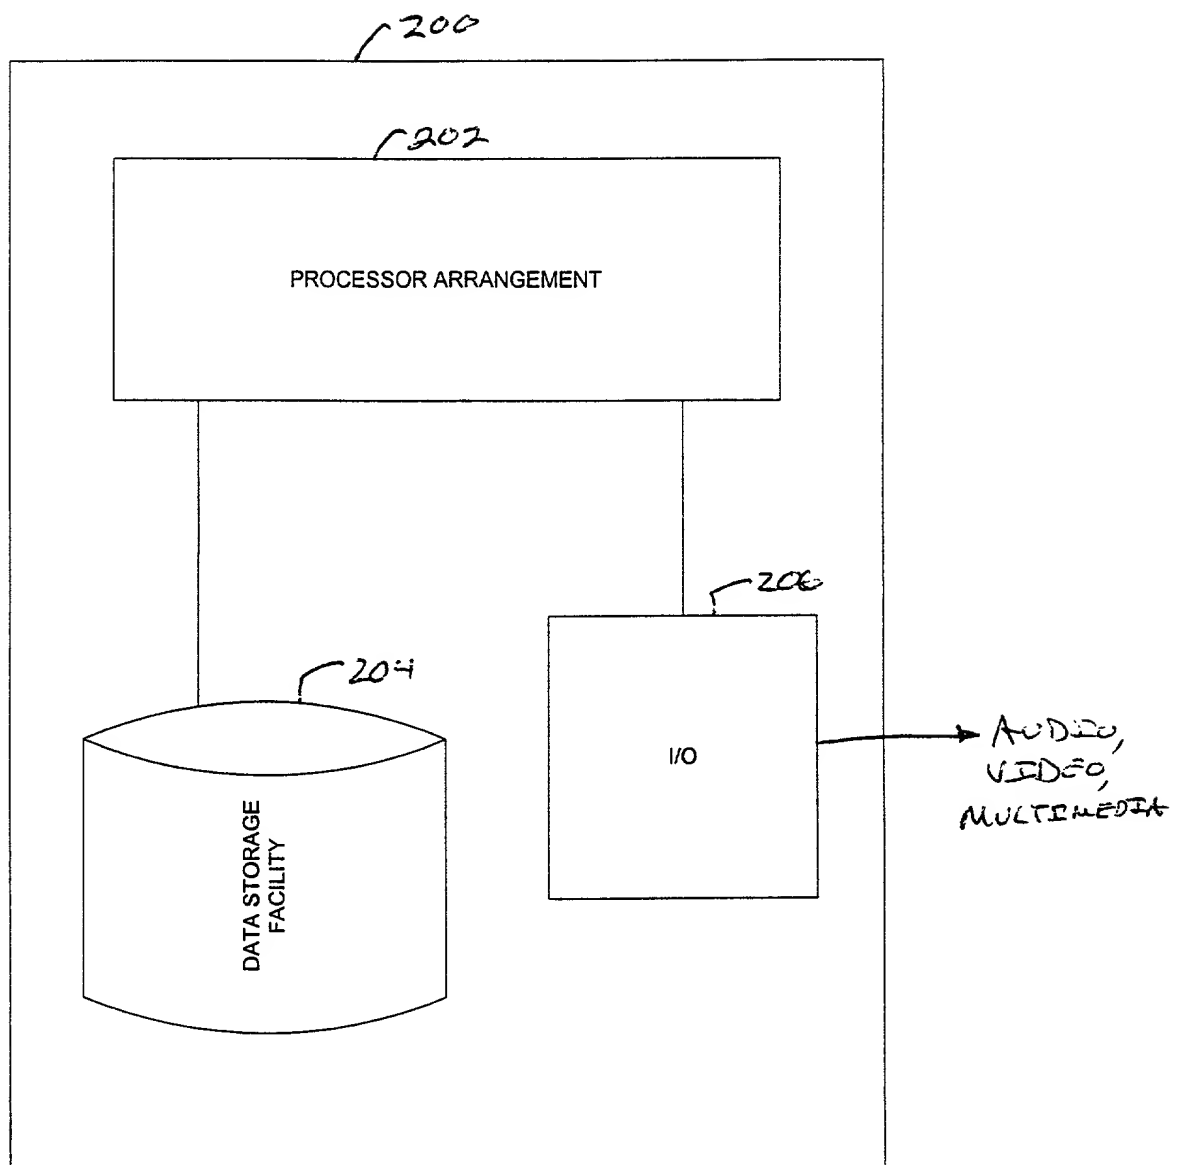 200
202
PROCESSOR ARRANGEMENT
206
204
I/O
AUDIO,
VIDEO,
MULTIMEDIA
DATA STORAGE
FACILITY